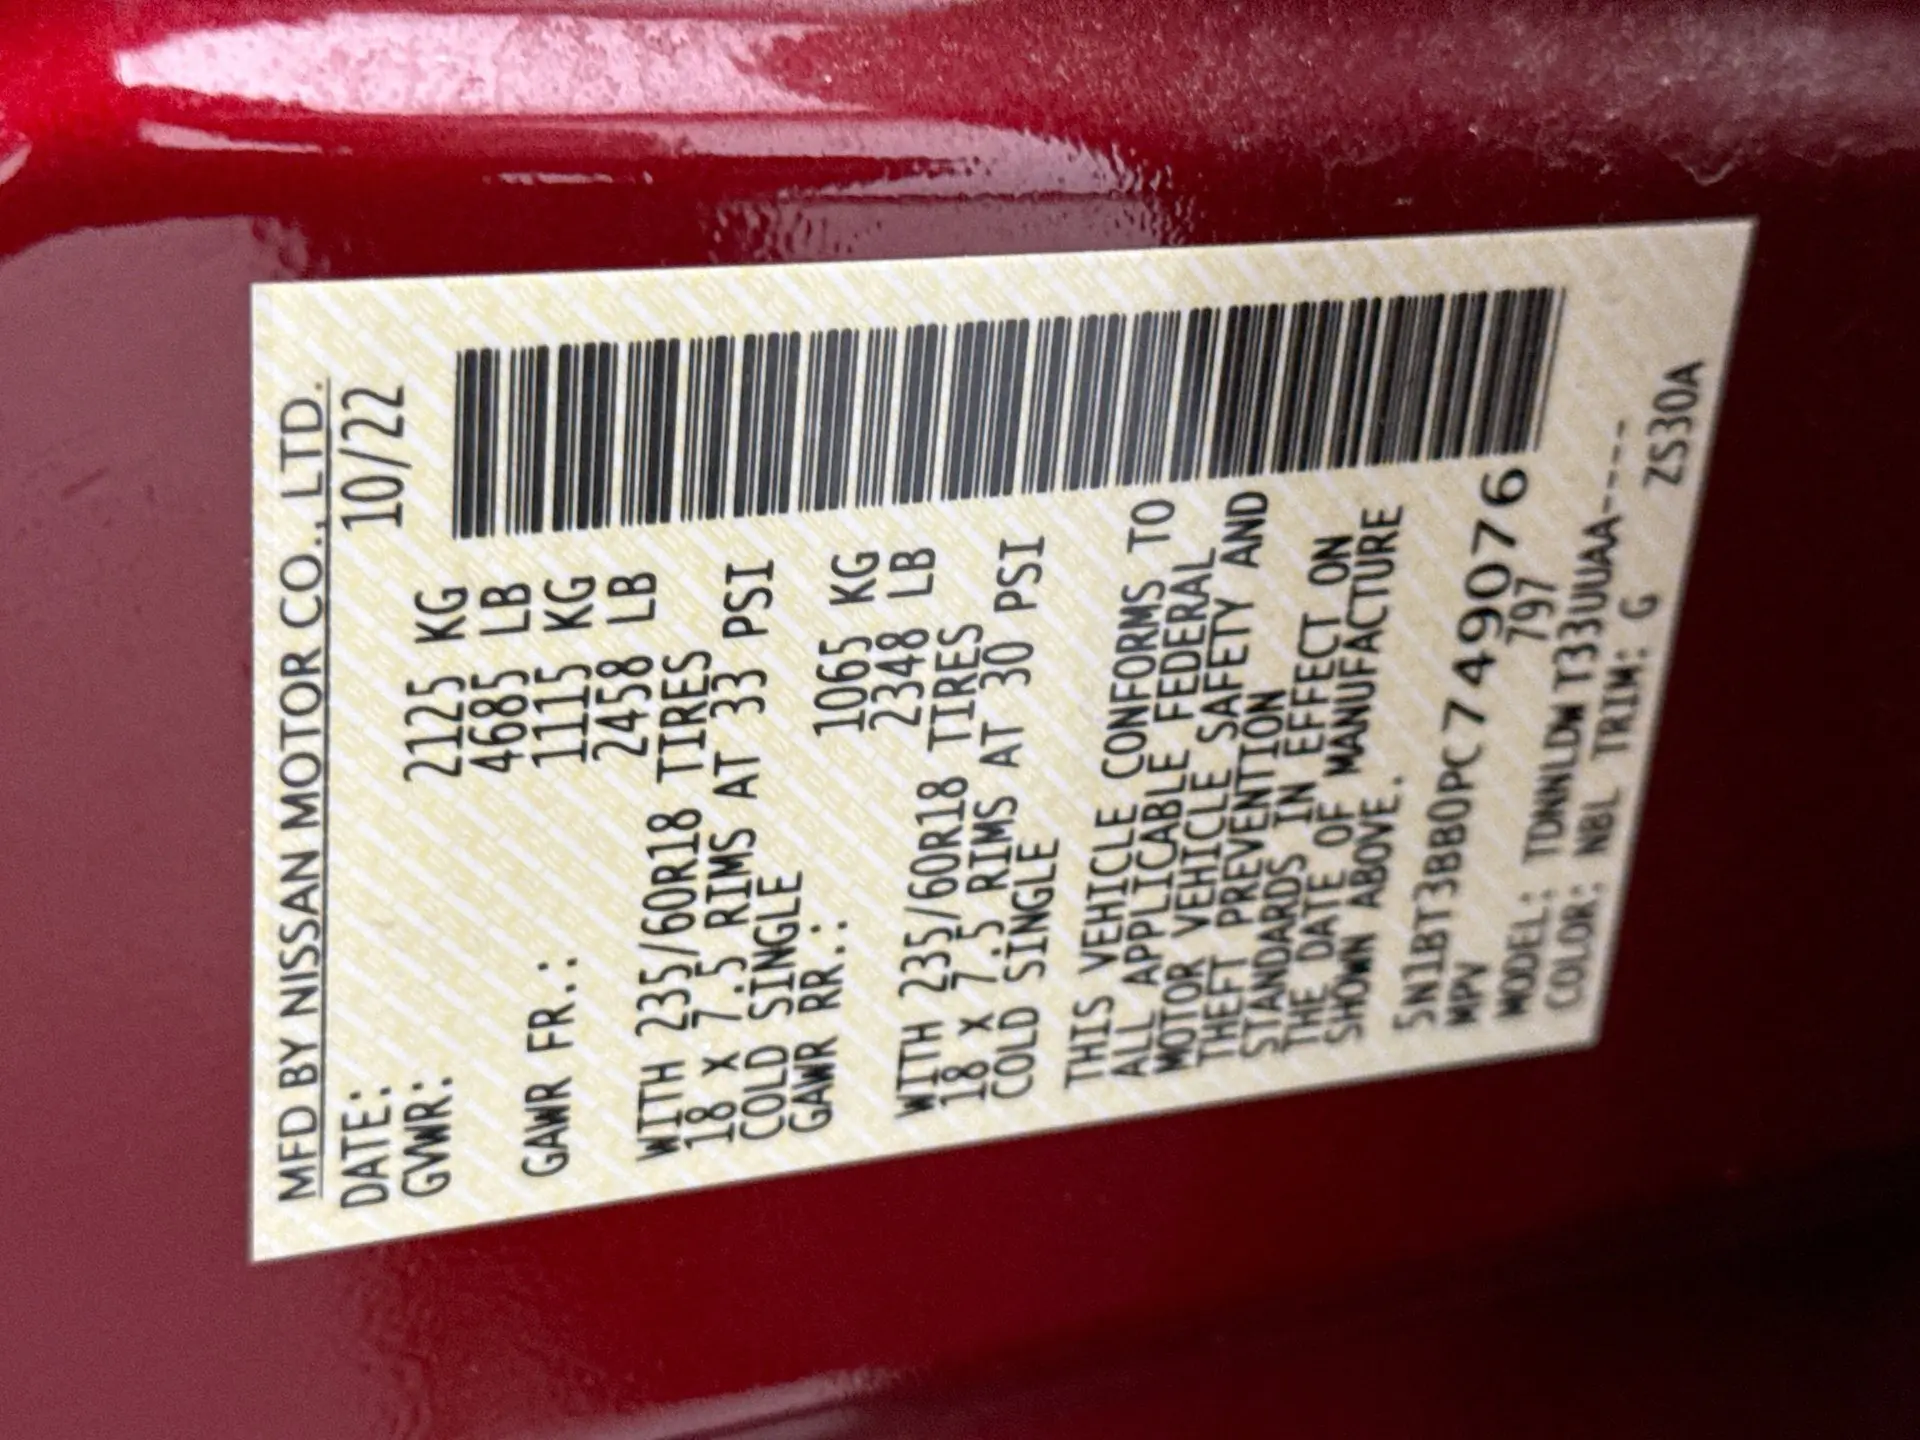 MFD BY NISSAN MOTOR CO., LTD.
DATE: 10/22
GVWR: 2125 KG
4685 LB
GAWR FR.: 1115 KG
2458 LB
WITH 235/60R18 TIRES
18 X 7.5 RIMS AT 33 PSI
COLD SINGLE
GAWR RR.: 1065 KG
2348 LB
WITH 235/60R18 TIRES
18 X 7.5 RIMS AT 30 PSI
COLD SINGLE
THIS VEHICLE CONFORMS TO
ALL APPLICABLE FEDERAL
MOTOR VEHICLE SAFETY AND
THEFT PREVENTION
STANDARDS IN EFFECT ON
THE DATE OF MANUFACTURE
SHOWN ABOVE.
5N1BT3BB0PC749076
MPV 797
MODEL: TDNNLDW T33UUAA----
COLOR: NBL TRIM: G ZS30A